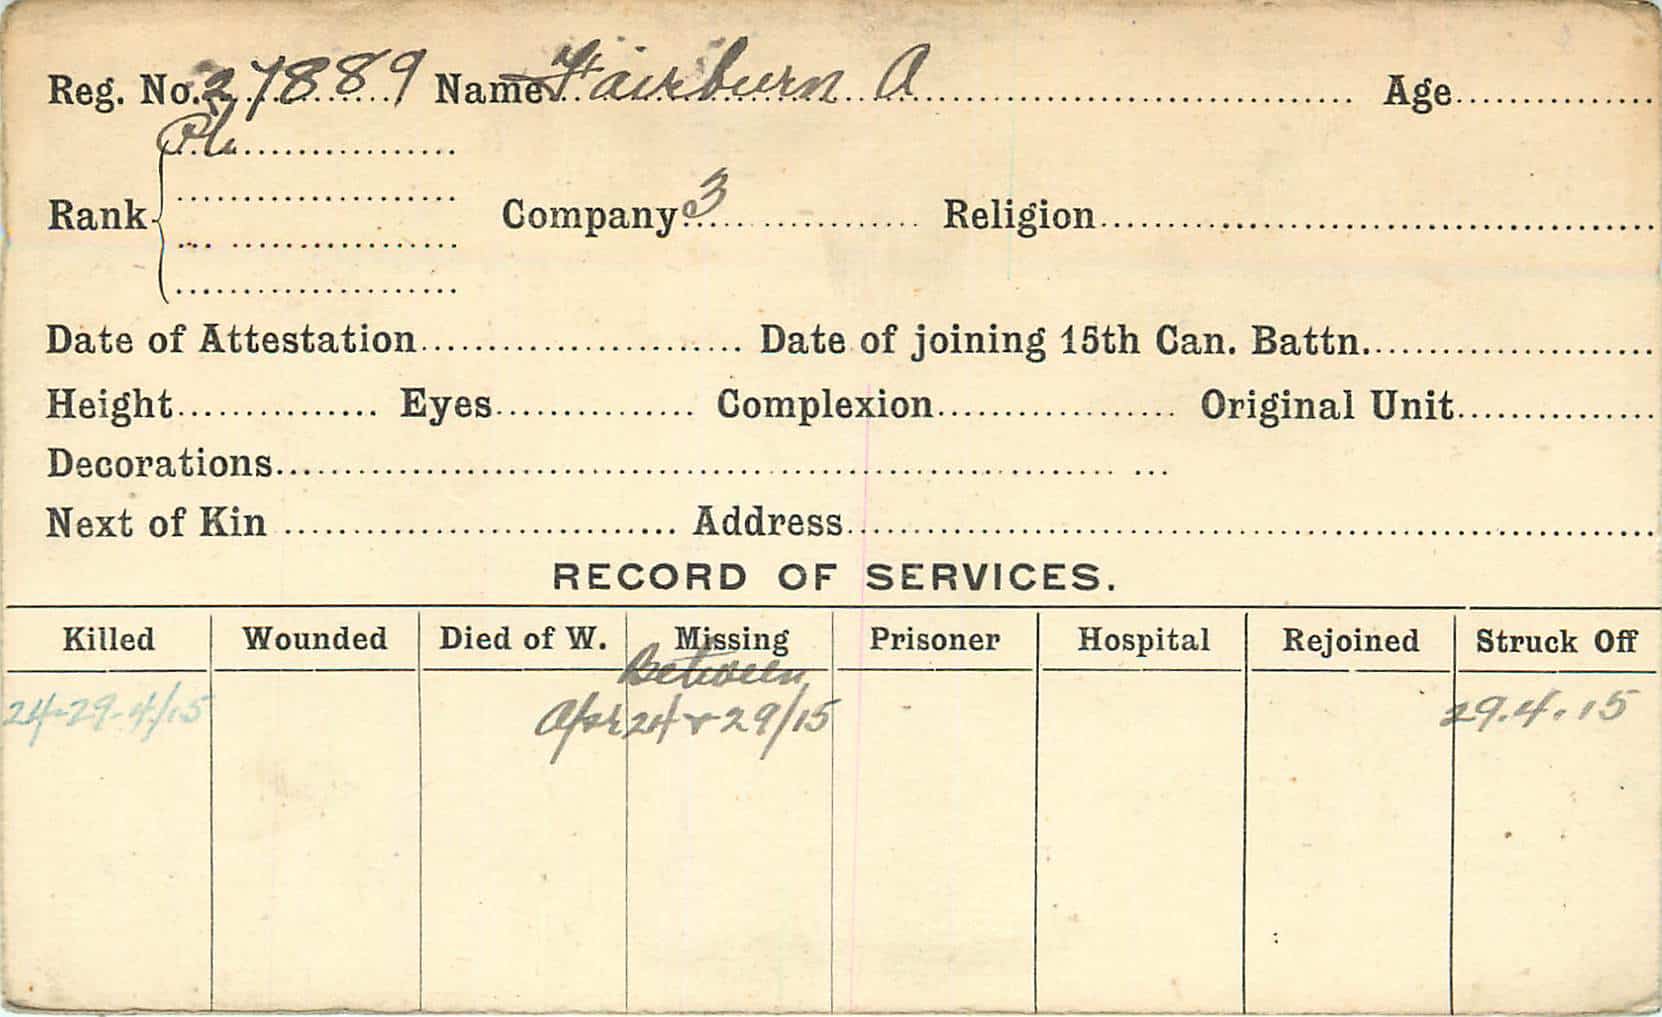 Reg. No. 27889 Name Fairburn A Age
Pte
Rank Company 3 Religion
Date of Attestation Date of joining 15th Can. Battn.
Height Eyes Complexion Original Unit
Decorations
Next of Kin Address
RECORD OF SERVICES.
Killed Wounded Died of W. Missing Prisoner Hospital Rejoined Struck Off
Between
24-29-4/15 Apr 24 & 29/15 29.4.15